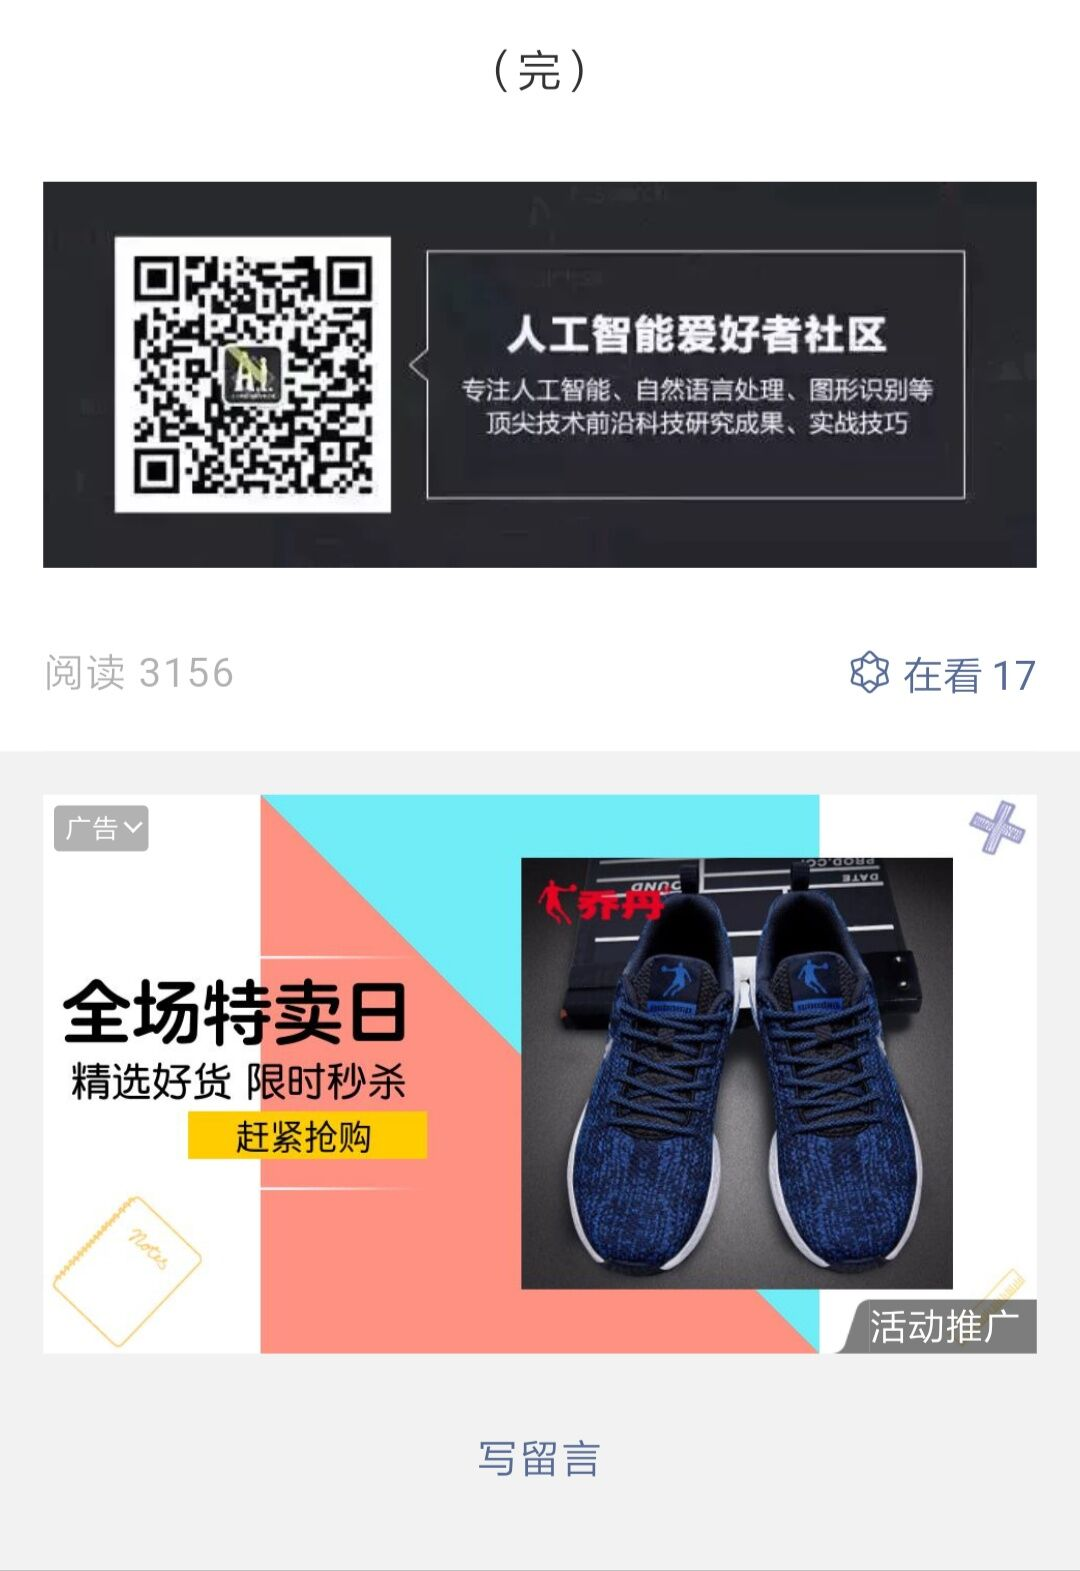 （完）
人工智能爱好者社区
专注人工智能、自然语言处理、图形识别等
顶尖技术前沿科技研究成果、实战技巧
阅读 3156
在看 17
广告
乔丹
全场特卖日
精选好货 限时秒杀
赶紧抢购
Notes
活动推广
写留言